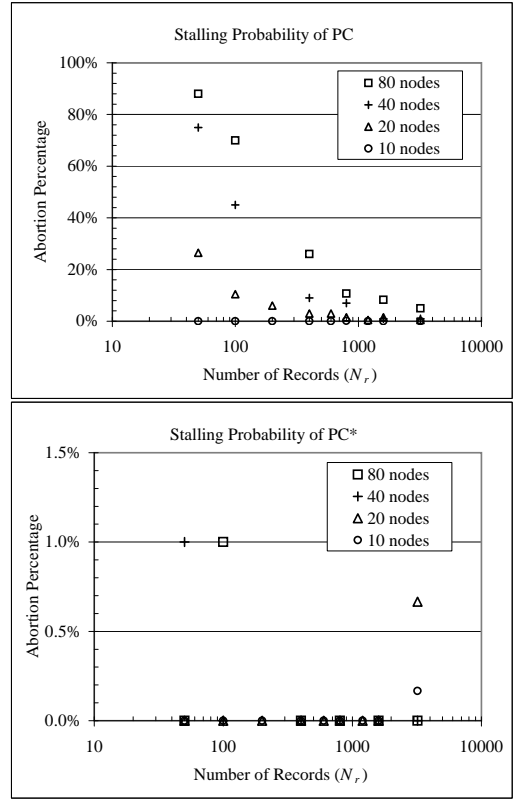 Stalling Probability of PC
100%
80%
60%
40%
20%
0%
Abortion Percentage
80 nodes
40 nodes
20 nodes
10 nodes
10 100 1000 10000
Number of Records (N_r)
Stalling Probability of PC*
1.5%
1.0%
0.5%
0.0%
Abortion Percentage
80 nodes
40 nodes
20 nodes
10 nodes
10 100 1000 10000
Number of Records (N_r)